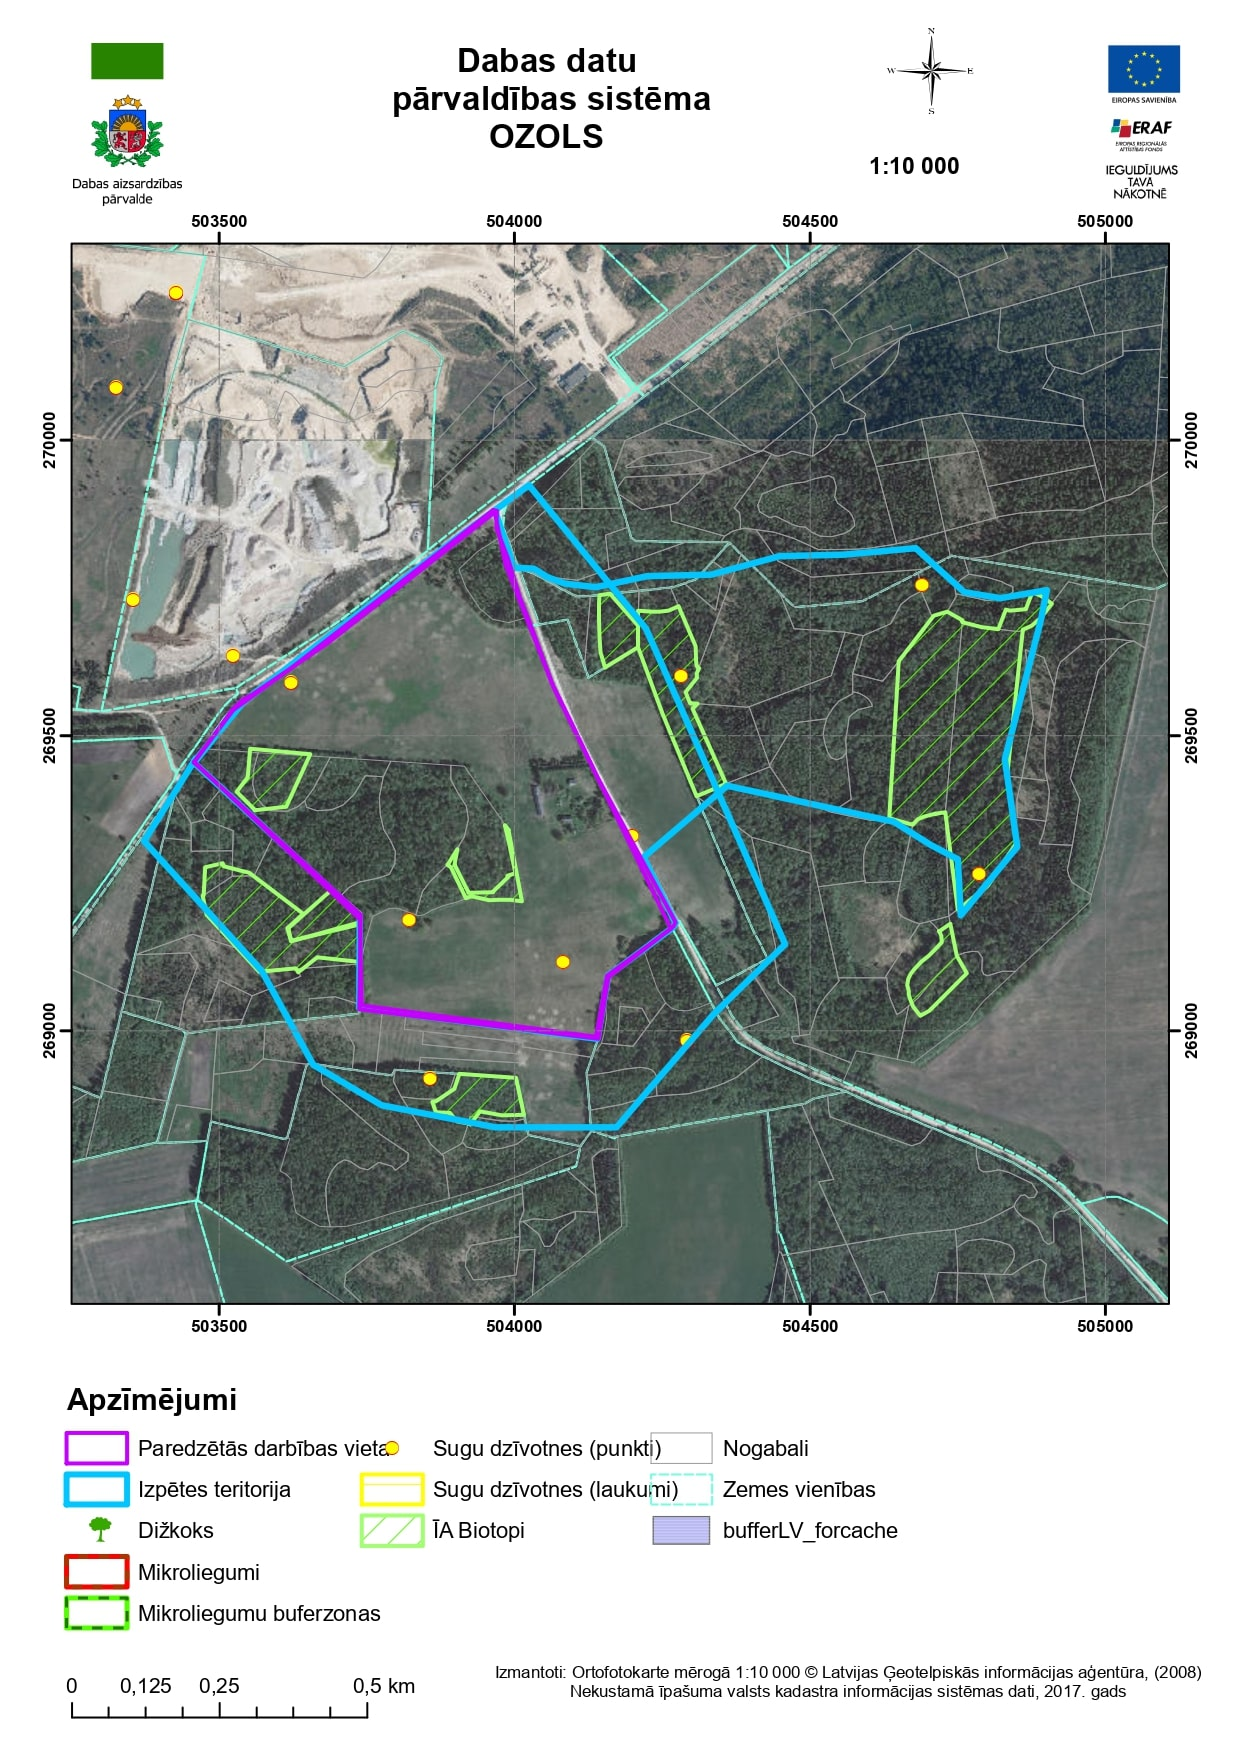 Dabas datu
pārvaldības sistēma
OZOLS
N
W
E
S
1:10 000
Dabas aizsardzības
pārvalde
EIROPAS SAVIENĪBA
ERAF
EIROPAS REĢIONĀLĀS
ATTĪSTĪBAS FONDS
IEGULDĪJUMS
TAVĀ
NĀKOTNĒ
503500
504000
504500
505000
270000
270000
269500
269500
269000
269000
503500
504000
504500
505000
Apzīmējumi
Paredzētās darbības vieta
Izpētes teritorija
Dižkoks
Mikroliegumi
Mikroliegumu buferzonas
Sugu dzīvotnes (punkti)
Sugu dzīvotnes (laukumi)
ĪA Biotopi
Nogabali
Zemes vienības
bufferLV_forcache
0 0,125 0,25 0,5 km
Izmantoti: Ortofotokarte mērogā 1:10 000 © Latvijas Ģeotelpiskās informācijas aģentūra, (2008)
Nekustamā īpašuma valsts kadastra informācijas sistēmas dati, 2017. gads